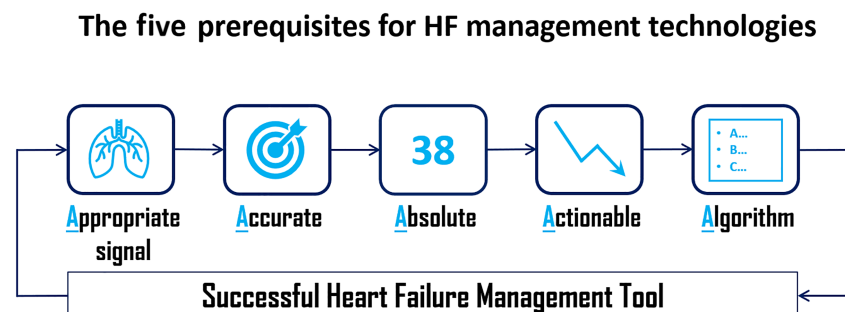 The five prerequisites for HF management technologies
38
• A...
• B...
• C...
Appropriate
signal
Accurate
Absolute
Actionable
Algorithm
Successful Heart Failure Management Tool